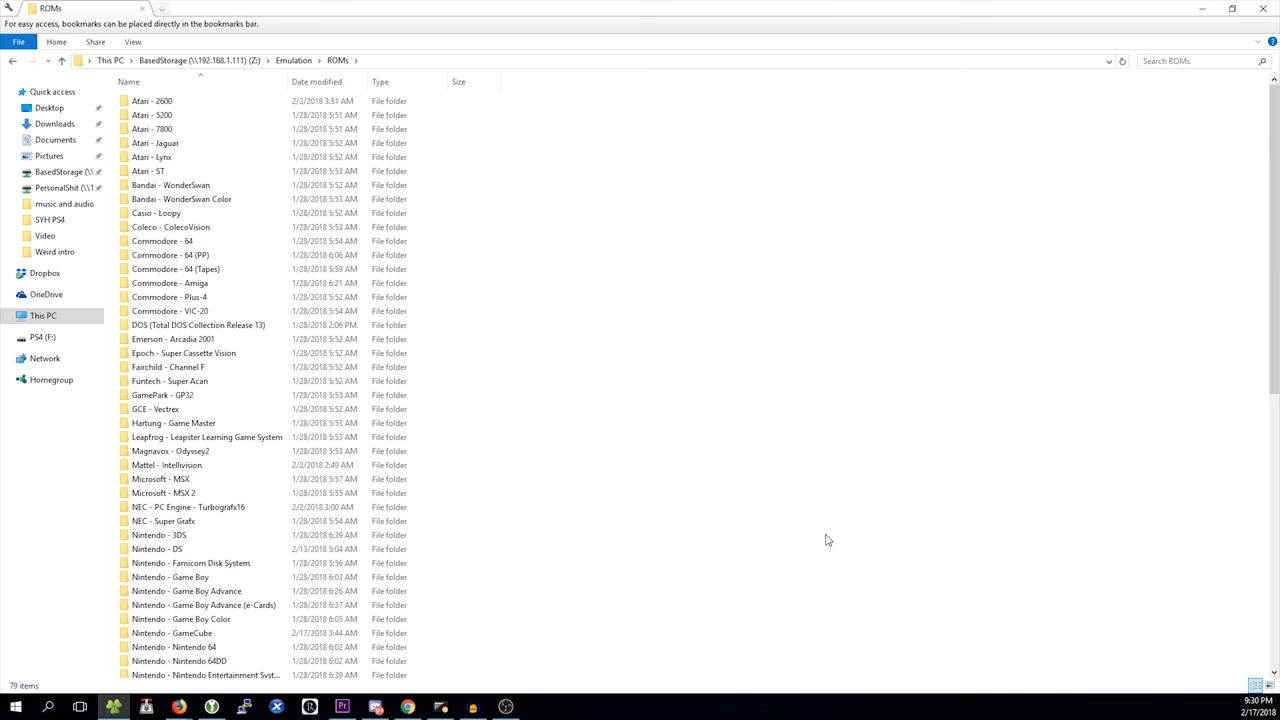 ROMs
For easy access, bookmarks can be placed directly in the bookmarks bar.
File Home Share View
This PC BasedStorage (\\192.168.1.111) (Z:) Emulation ROMs Search ROMs
Name Date modified Type Size
Quick access
Desktop
Downloads
Documents
Pictures
BasedStorage (\\
PersonalShit (\\1
music and audio
SYH PS4
Video
Weird intro
Dropbox
OneDrive
This PC
PS4 (F:)
Network
Homegroup
Atari - 2600 2/2/2018 3:51 AM File folder
Atari - 5200 1/28/2018 5:51 AM File folder
Atari - 7800 1/28/2018 5:51 AM File folder
Atari - Jaguar 1/28/2018 5:52 AM File folder
Atari - Lynx 1/28/2018 5:52 AM File folder
Atari - ST 1/28/2018 5:53 AM File folder
Bandai - WonderSwan 1/28/2018 5:52 AM File folder
Bandai - WonderSwan Color 1/28/2018 5:53 AM File folder
Casio - Loopy 1/28/2018 5:52 AM File folder
Coleco - ColecoVision 1/28/2018 5:53 AM File folder
Commodore - 64 1/28/2018 5:54 AM File folder
Commodore - 64 (PP) 1/28/2018 6:06 AM File folder
Commodore - 64 (Tapes) 1/28/2018 5:59 AM File folder
Commodore - Amiga 1/28/2018 6:21 AM File folder
Commodore - Plus-4 1/28/2018 5:52 AM File folder
Commodore - VIC-20 1/28/2018 5:54 AM File folder
DOS (Total DOS Collection Release 13) 1/28/2018 2:06 PM File folder
Emerson - Arcadia 2001 1/28/2018 5:52 AM File folder
Epoch - Super Cassette Vision 1/28/2018 5:52 AM File folder
Fairchild - Channel F 1/28/2018 5:52 AM File folder
Funtech - Super Acan 1/28/2018 5:52 AM File folder
GamePark - GP32 1/28/2018 5:53 AM File folder
GCE - Vectrex 1/28/2018 5:52 AM File folder
Hartung - Game Master 1/28/2018 5:53 AM File folder
Leapfrog - Leapster Learning Game System 1/28/2018 5:53 AM File folder
Magnavox - Odyssey2 1/28/2018 5:53 AM File folder
Mattel - Intellivision 2/2/2018 2:49 AM File folder
Microsoft - MSX 1/28/2018 5:57 AM File folder
Microsoft - MSX 2 1/28/2018 5:55 AM File folder
NEC - PC Engine - Turbografx16 2/2/2018 3:00 AM File folder
NEC - Super Grafx 1/28/2018 5:54 AM File folder
Nintendo - 3DS 1/28/2018 6:39 AM File folder
Nintendo - DS 2/13/2018 5:04 AM File folder
Nintendo - Famicom Disk System 1/28/2018 5:56 AM File folder
Nintendo - Game Boy 1/28/2018 6:03 AM File folder
Nintendo - Game Boy Advance 1/28/2018 6:26 AM File folder
Nintendo - Game Boy Advance (e-Cards) 1/28/2018 6:37 AM File folder
Nintendo - Game Boy Color 1/28/2018 6:05 AM File folder
Nintendo - GameCube 2/17/2018 3:44 AM File folder
Nintendo - Nintendo 64 1/28/2018 6:02 AM File folder
Nintendo - Nintendo 64DD 1/28/2018 6:02 AM File folder
Nintendo - Nintendo Entertainment Syst... 1/28/2018 6:39 AM File folder
79 items
9:30 PM
2/17/2018